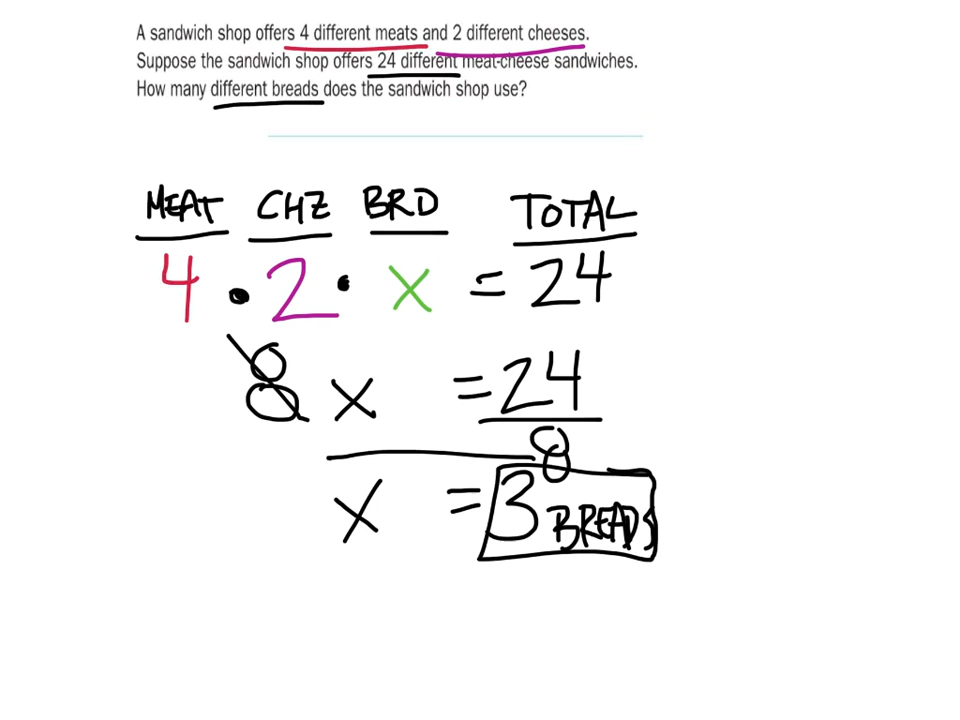 A sandwich shop offers 4 different meats and 2 different cheeses.
Suppose the sandwich shop offers 24 different meat-cheese sandwiches.
How many different breads does the sandwich shop use?
MEAT CHZ BRD TOTAL
4 • 2 • x = 24
8 x = 24
8
x = 3 BREADS